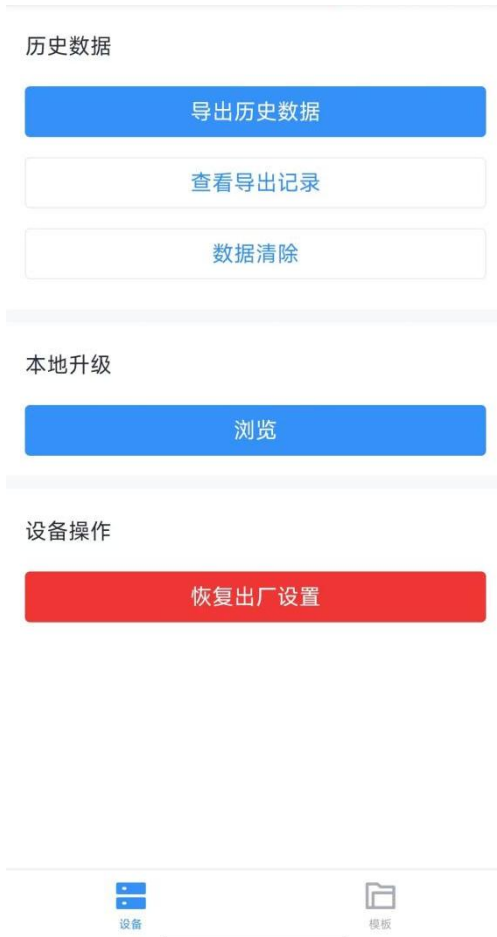 历史数据
导出历史数据
查看导出记录
数据清除
本地升级
浏览
设备操作
恢复出厂设置
设备
模板